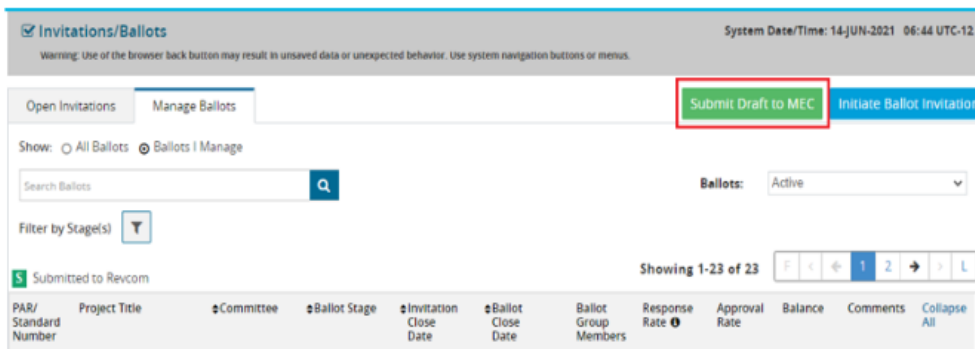 Invitations/Ballots
System Date/Time: 14-JUN-2021 06:44 UTC-12
Warning: Use of the browser back button may result in unsaved data or unexpected behavior. Use system navigation buttons or menus.
Open Invitations
Manage Ballots
Submit Draft to MEC
Initiate Ballot Invitation
Show: All Ballots Ballots I Manage
Search Ballots
Ballots: Active
Filter by Stage(s)
S Submitted to Revcom
Showing 1-23 of 23
F < 1 2 > L
PAR/ Standard Number
Project Title
Committee
Ballot Stage
Invitation Close Date
Ballot Close Date
Ballot Group Members
Response Rate
Approval Rate
Balance
Comments
Collapse All